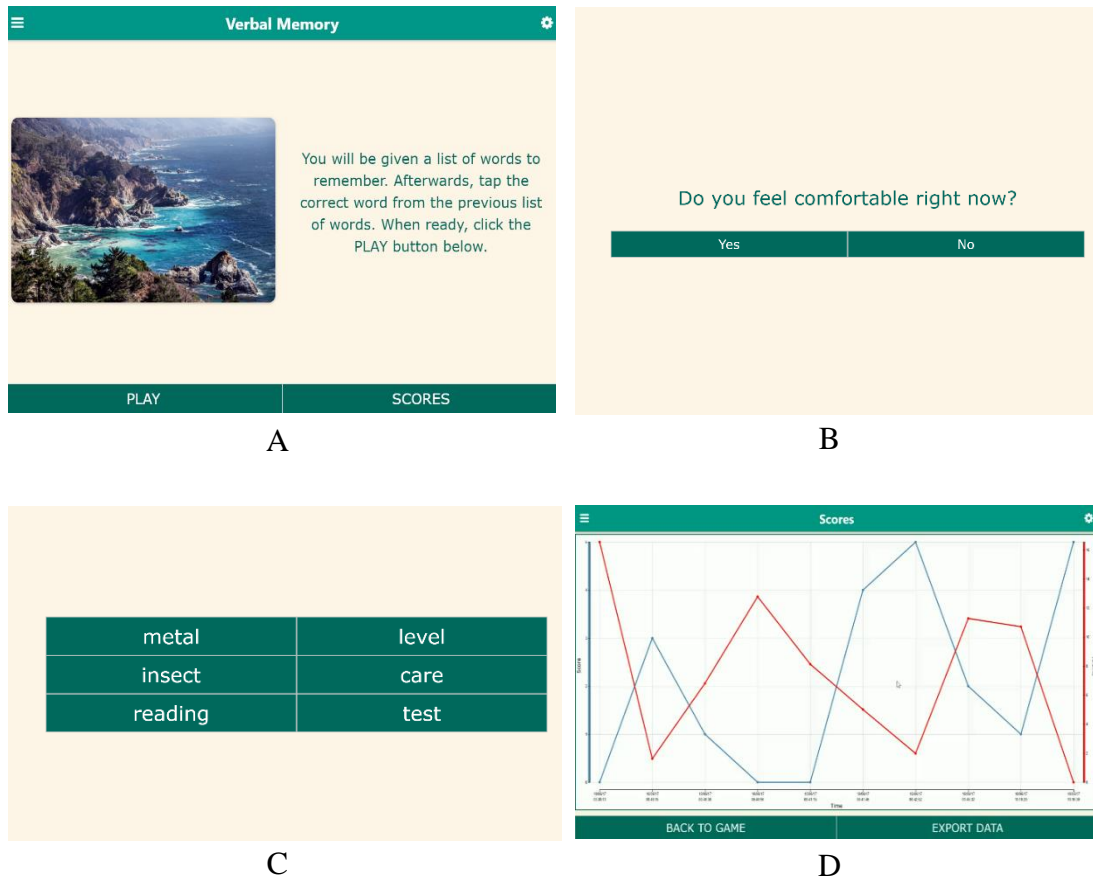 Verbal Memory
You will be given a list of words to
remember. Afterwards, tap the
correct word from the previous list
of words. When ready, click the
PLAY button below.
PLAY
SCORES
A
Do you feel comfortable right now?
Yes
No
B
metal
level
insect
care
reading
test
C
Scores
Score
Time
BACK TO GAME
EXPORT DATA
D